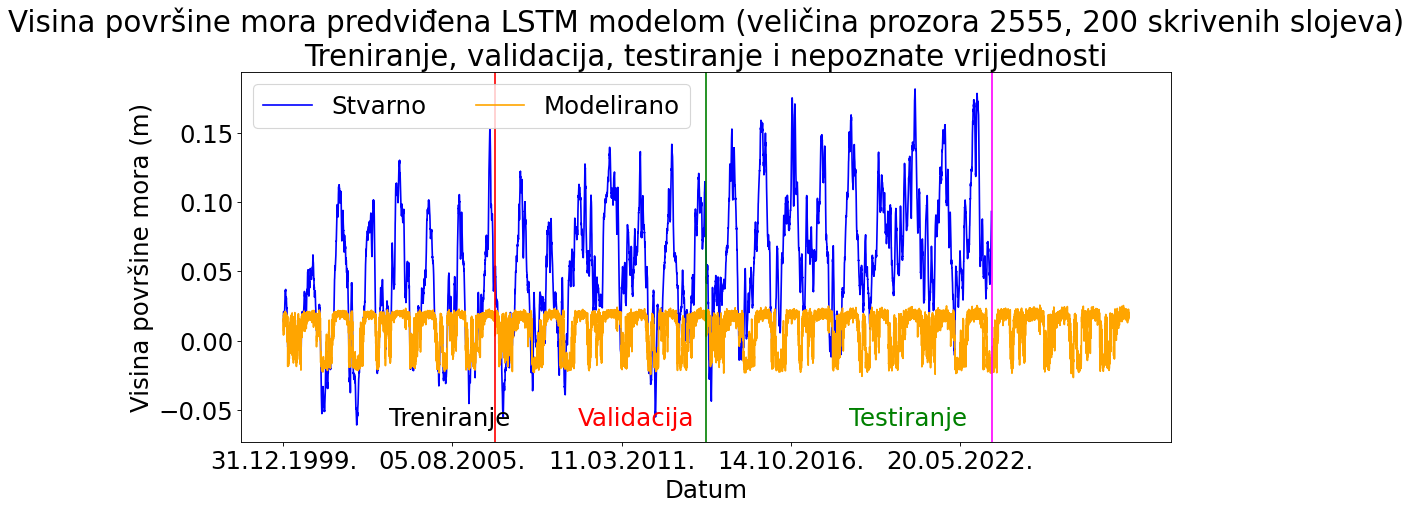 Visina površine mora predviđena LSTM modelom (veličina prozora 2555, 200 skrivenih slojeva)
Treniranje, validacija, testiranje i nepoznate vrijednosti
Stvarno
Modelirano
Visina površine mora (m)
0.15
0.10
0.05
0.00
−0.05
Treniranje
Validacija
Testiranje
31.12.1999.
05.08.2005.
11.03.2011.
14.10.2016.
20.05.2022.
Datum